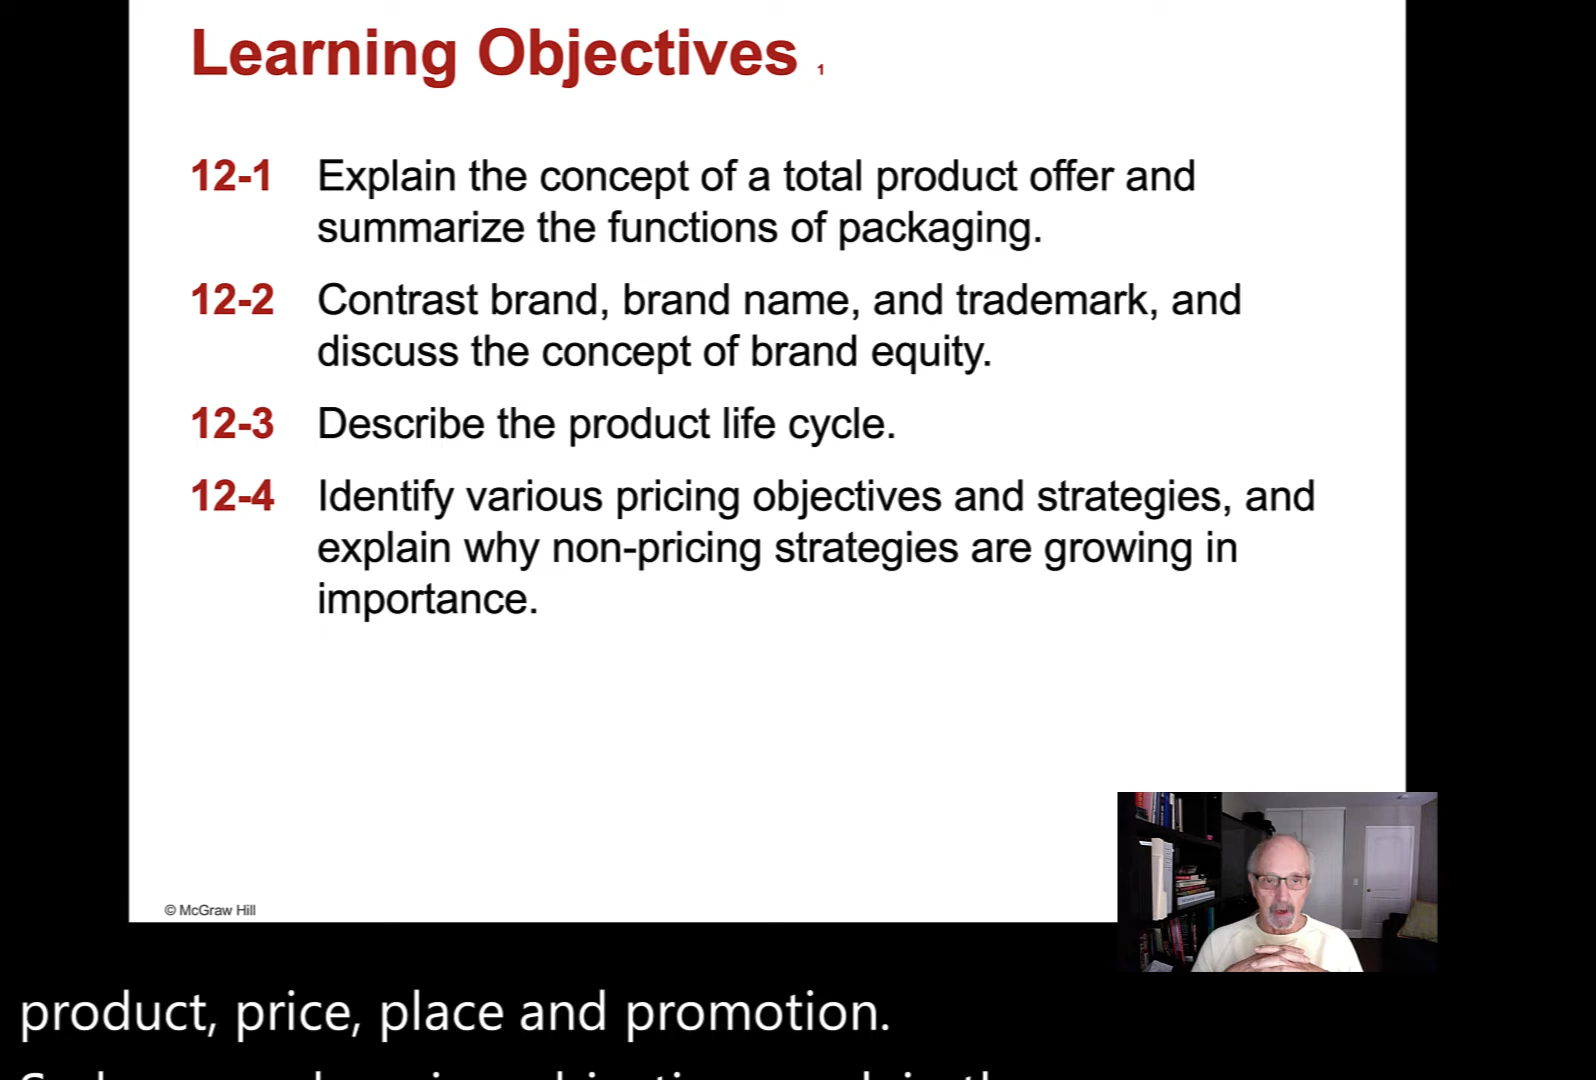 Learning Objectives 1
12-1 Explain the concept of a total product offer and
summarize the functions of packaging.
12-2 Contrast brand, brand name, and trademark, and
discuss the concept of brand equity.
12-3 Describe the product life cycle.
12-4 Identify various pricing objectives and strategies, and
explain why non-pricing strategies are growing in
importance.
© McGraw Hill
product, price, place and promotion.